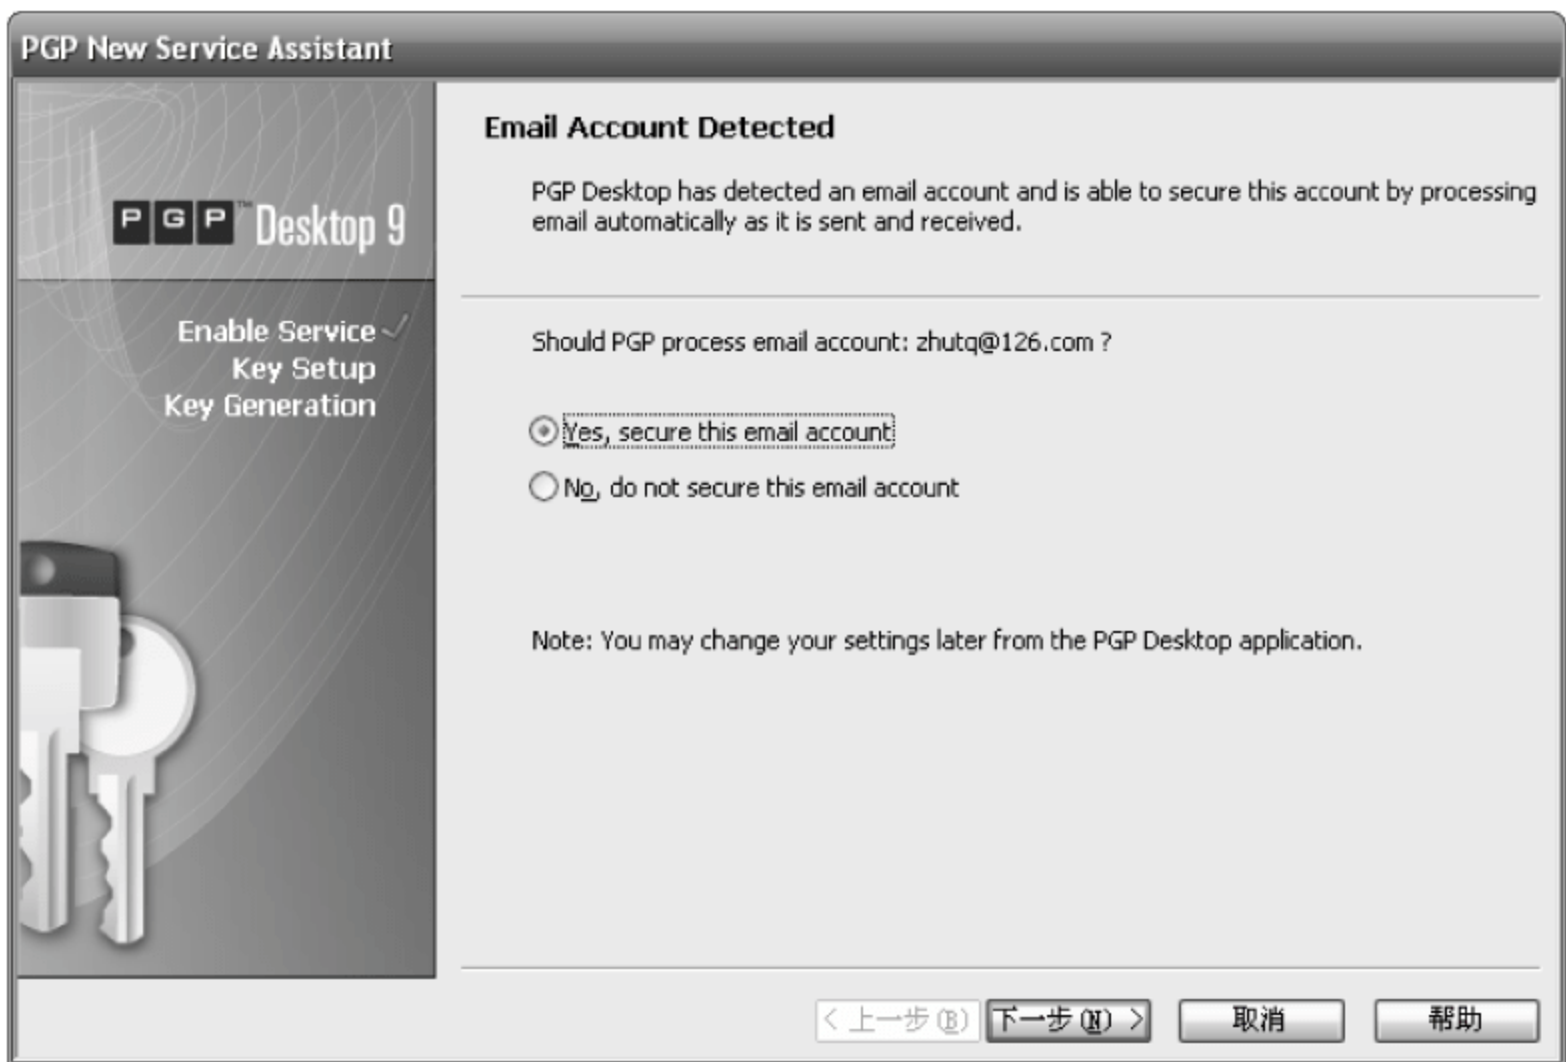 PGP New Service Assistant
PGP™ Desktop 9
Enable Service
Key Setup
Key Generation
Email Account Detected
PGP Desktop has detected an email account and is able to secure this account by processing
email automatically as it is sent and received.
Should PGP process email account: zhutq@126.com ?
Yes, secure this email account
No, do not secure this email account
Note: You may change your settings later from the PGP Desktop application.
< 上一步(B) 下一步(N) > 取消 帮助